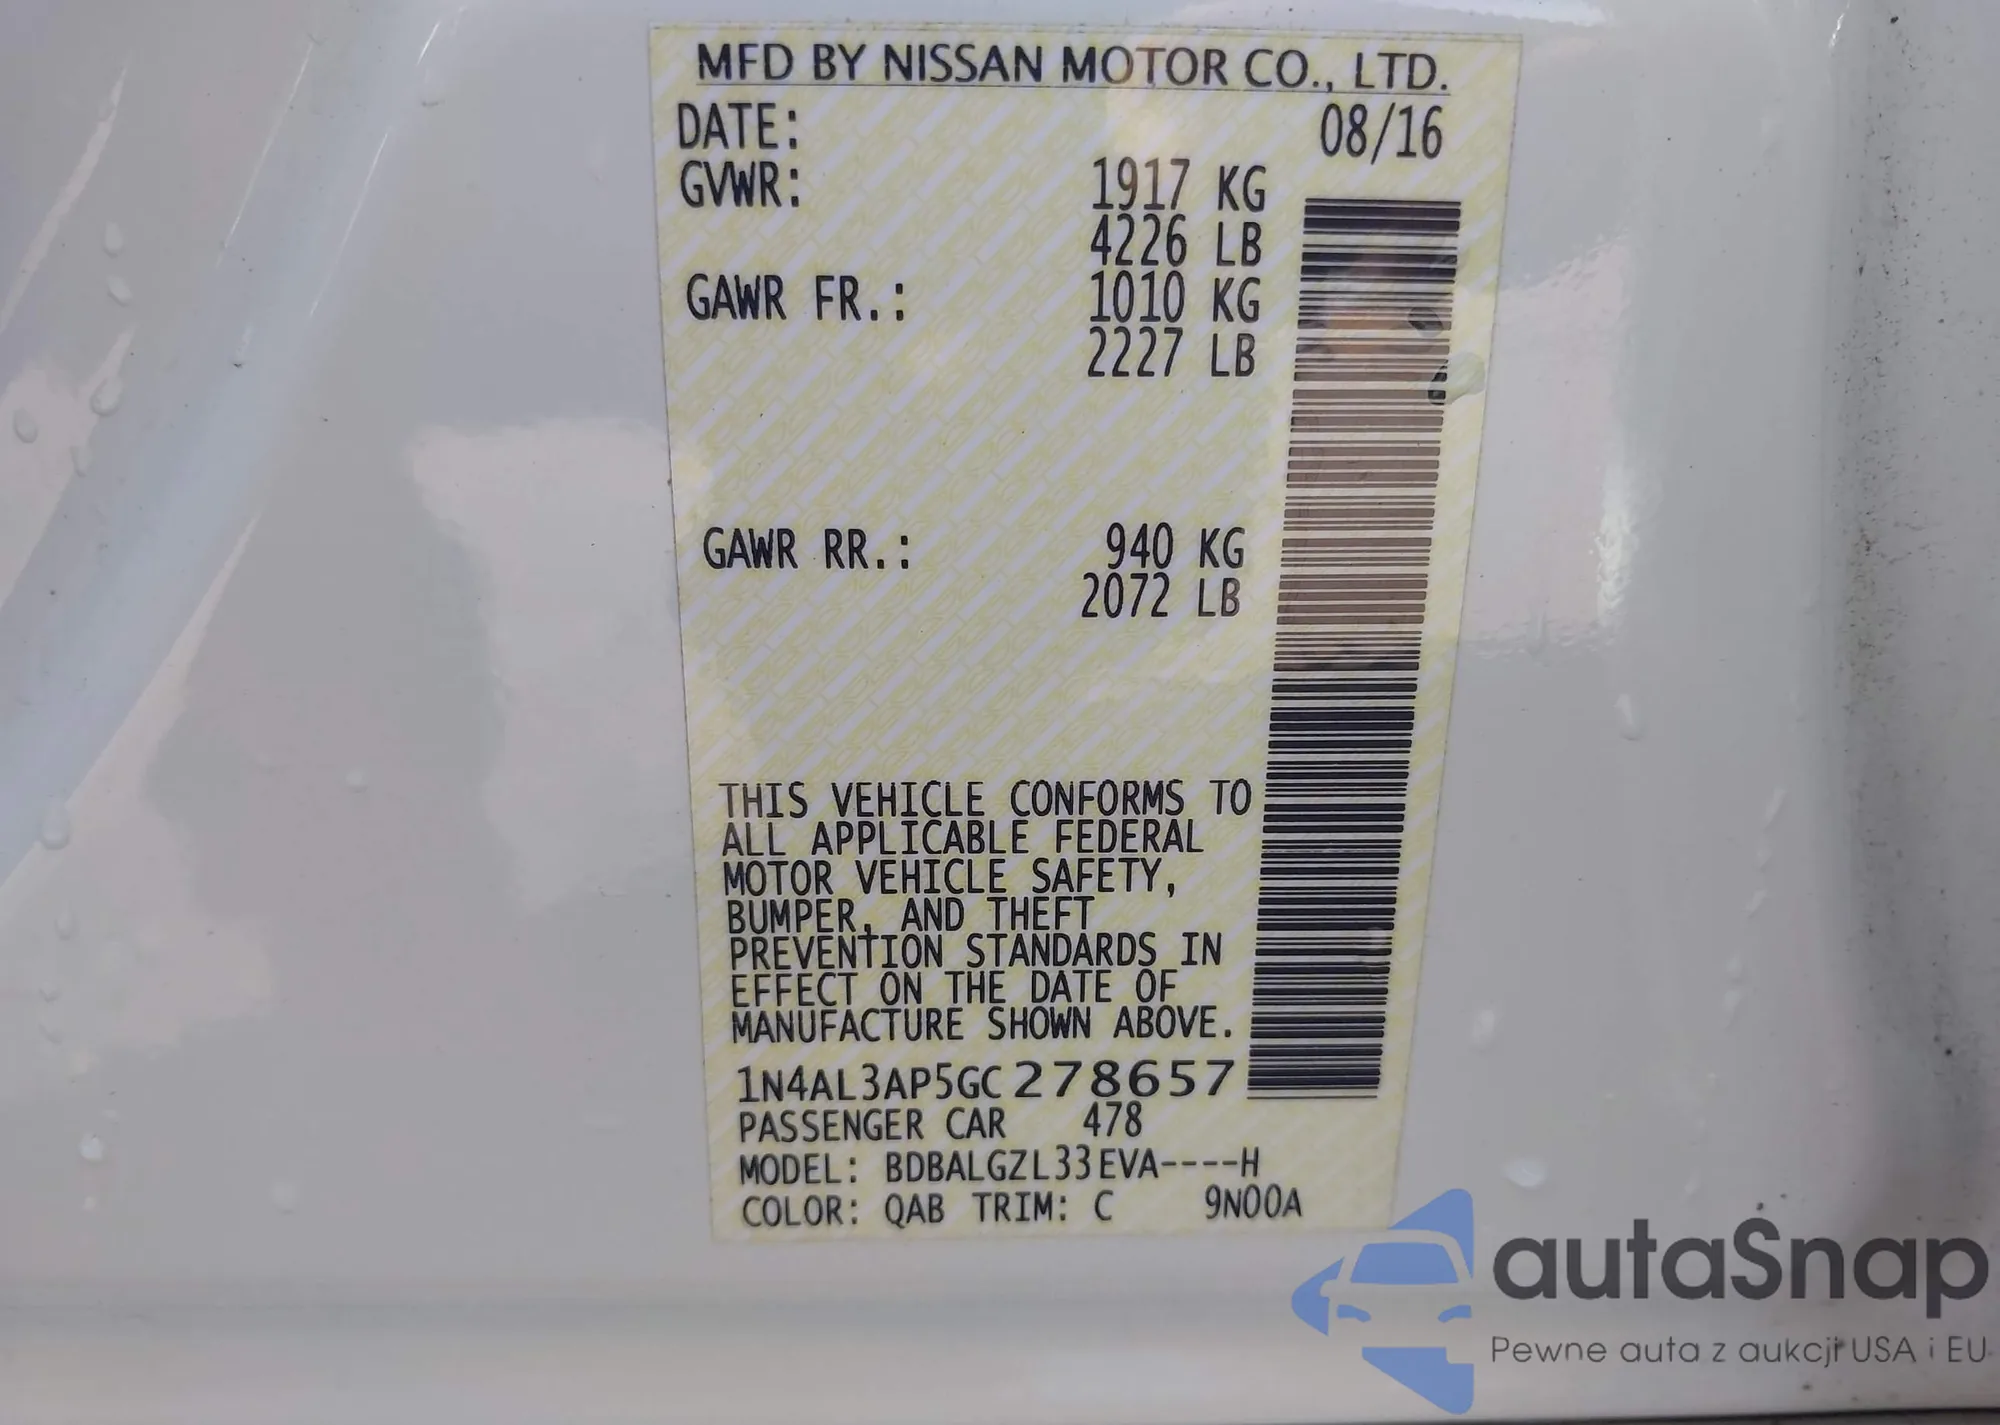 MFD BY NISSAN MOTOR CO., LTD.
DATE: 08/16
GVWR: 1917 KG
4226 LB
GAWR FR.: 1010 KG
2227 LB
GAWR RR.: 940 KG
2072 LB
THIS VEHICLE CONFORMS TO
ALL APPLICABLE FEDERAL
MOTOR VEHICLE SAFETY,
BUMPER, AND THEFT
PREVENTION STANDARDS IN
EFFECT ON THE DATE OF
MANUFACTURE SHOWN ABOVE.
1N4AL3AP5GC278657
PASSENGER CAR 478
MODEL: BDBALGZL33EVA----H
COLOR: QAB TRIM: C 9N00A
autaSnap
Pewne auta z aukcji USA i EU